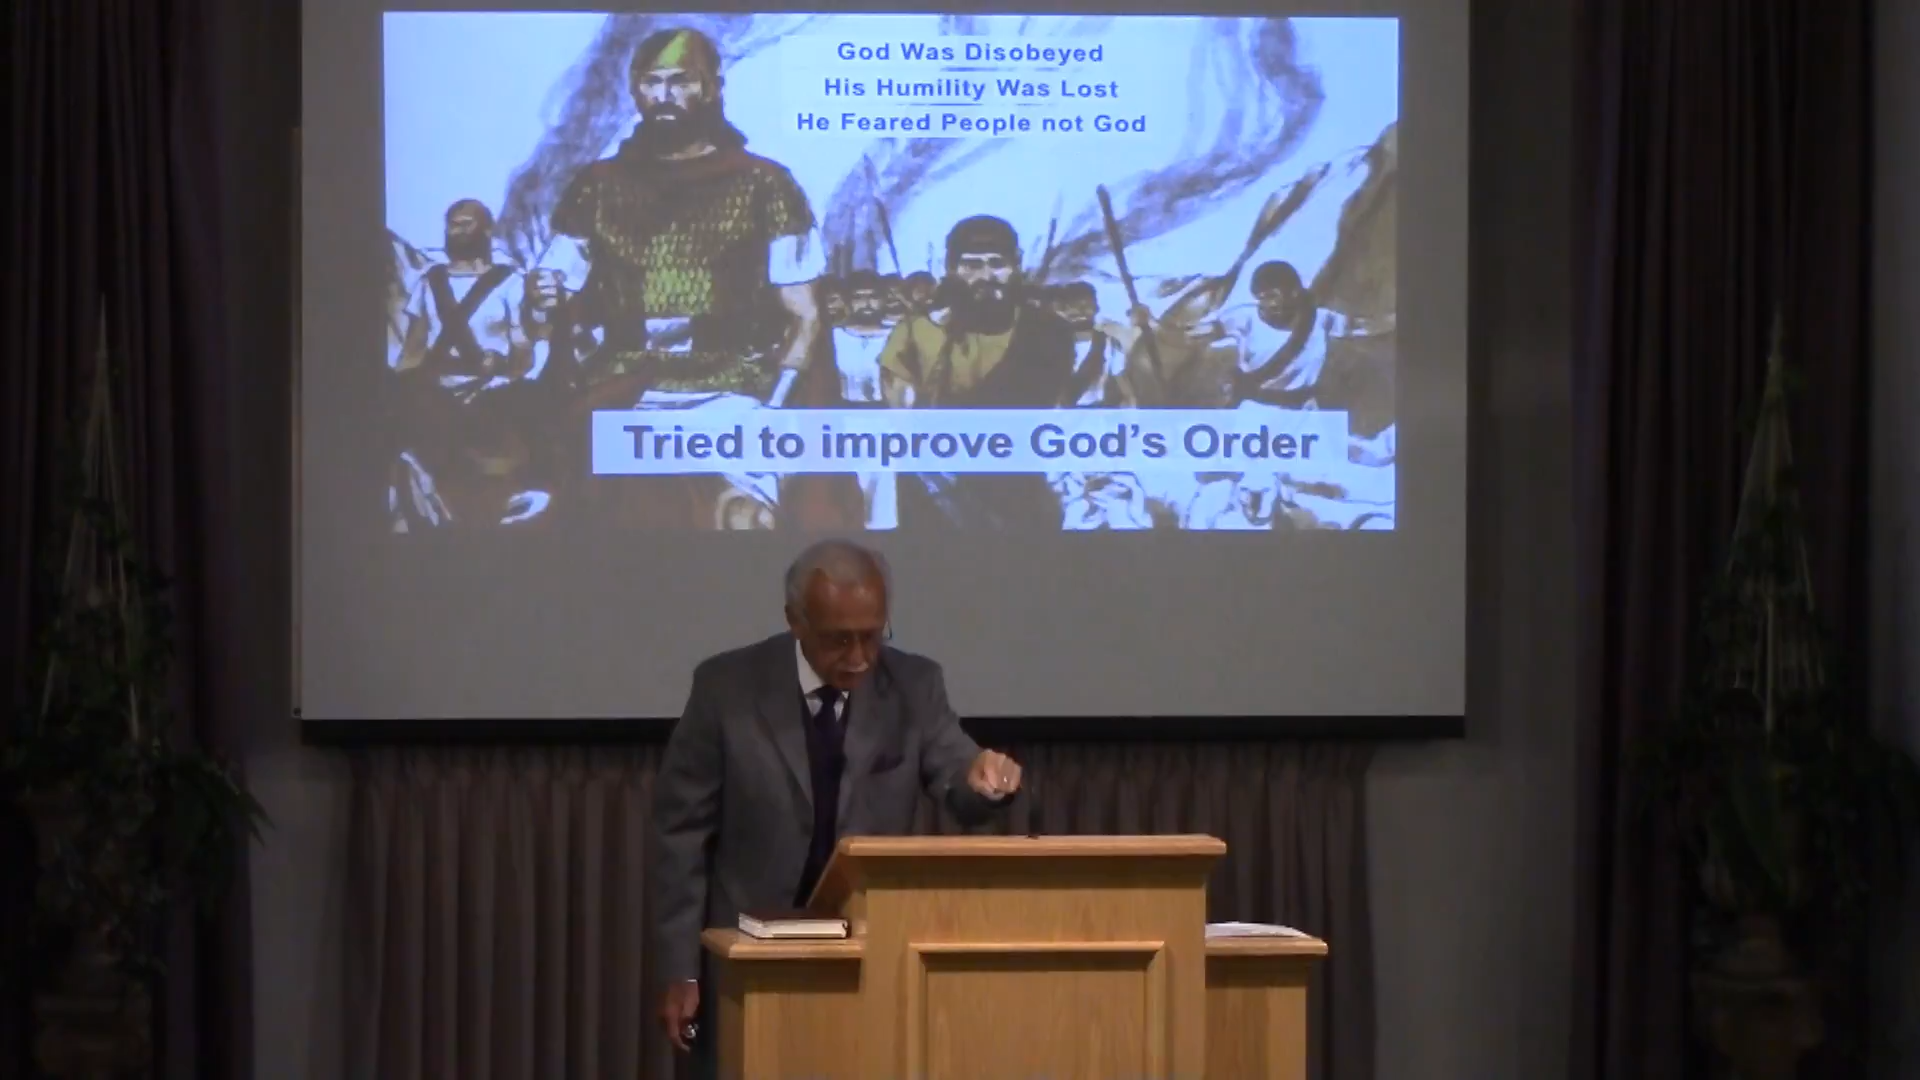 God Was Disobeyed
His Humility Was Lost
He Feared People not God
Tried to improve God's Order